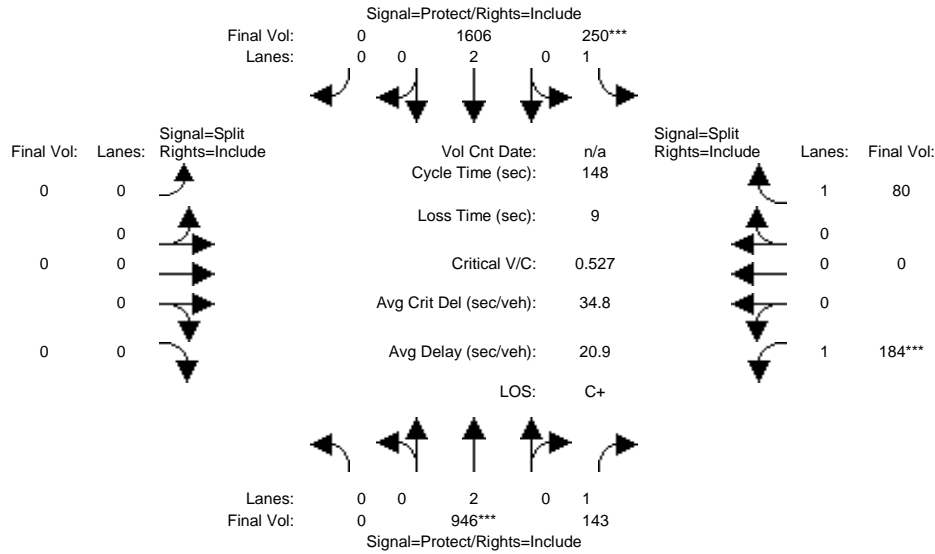 Signal=Protect/Rights=Include
Final Vol: 0 1606 250***
Lanes: 0 0 2 0 1
Signal=Split
Final Vol: Lanes: Rights=Include
Vol Cnt Date: n/a
Signal=Split
Rights=Include Lanes: Final Vol:
Cycle Time (sec): 148
0 0
1 80
Loss Time (sec): 9
0
0
0 0
Critical V/C: 0.527
0 0
0
Avg Crit Del (sec/veh): 34.8
0
0 0
Avg Delay (sec/veh): 20.9
1 184***
LOS: C+
Lanes: 0 0 2 0 1
Final Vol: 0 946*** 143
Signal=Protect/Rights=Include